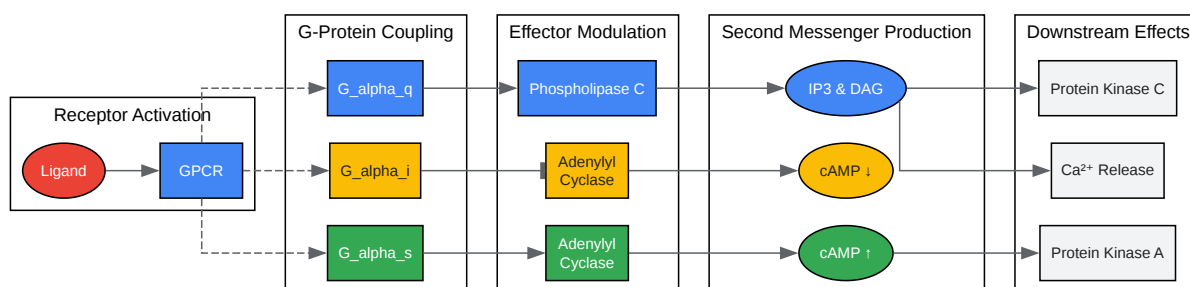 G-Protein Coupling
Effector Modulation
Second Messenger Production
Downstream Effects
Receptor Activation
G_alpha_q
Phospholipase C
IP3 & DAG
Protein Kinase C
Ligand
GPCR
G_alpha_i
Adenylyl
Cyclase
cAMP ↓
Ca²⁺ Release
G_alpha_s
Adenylyl
Cyclase
cAMP ↑
Protein Kinase A